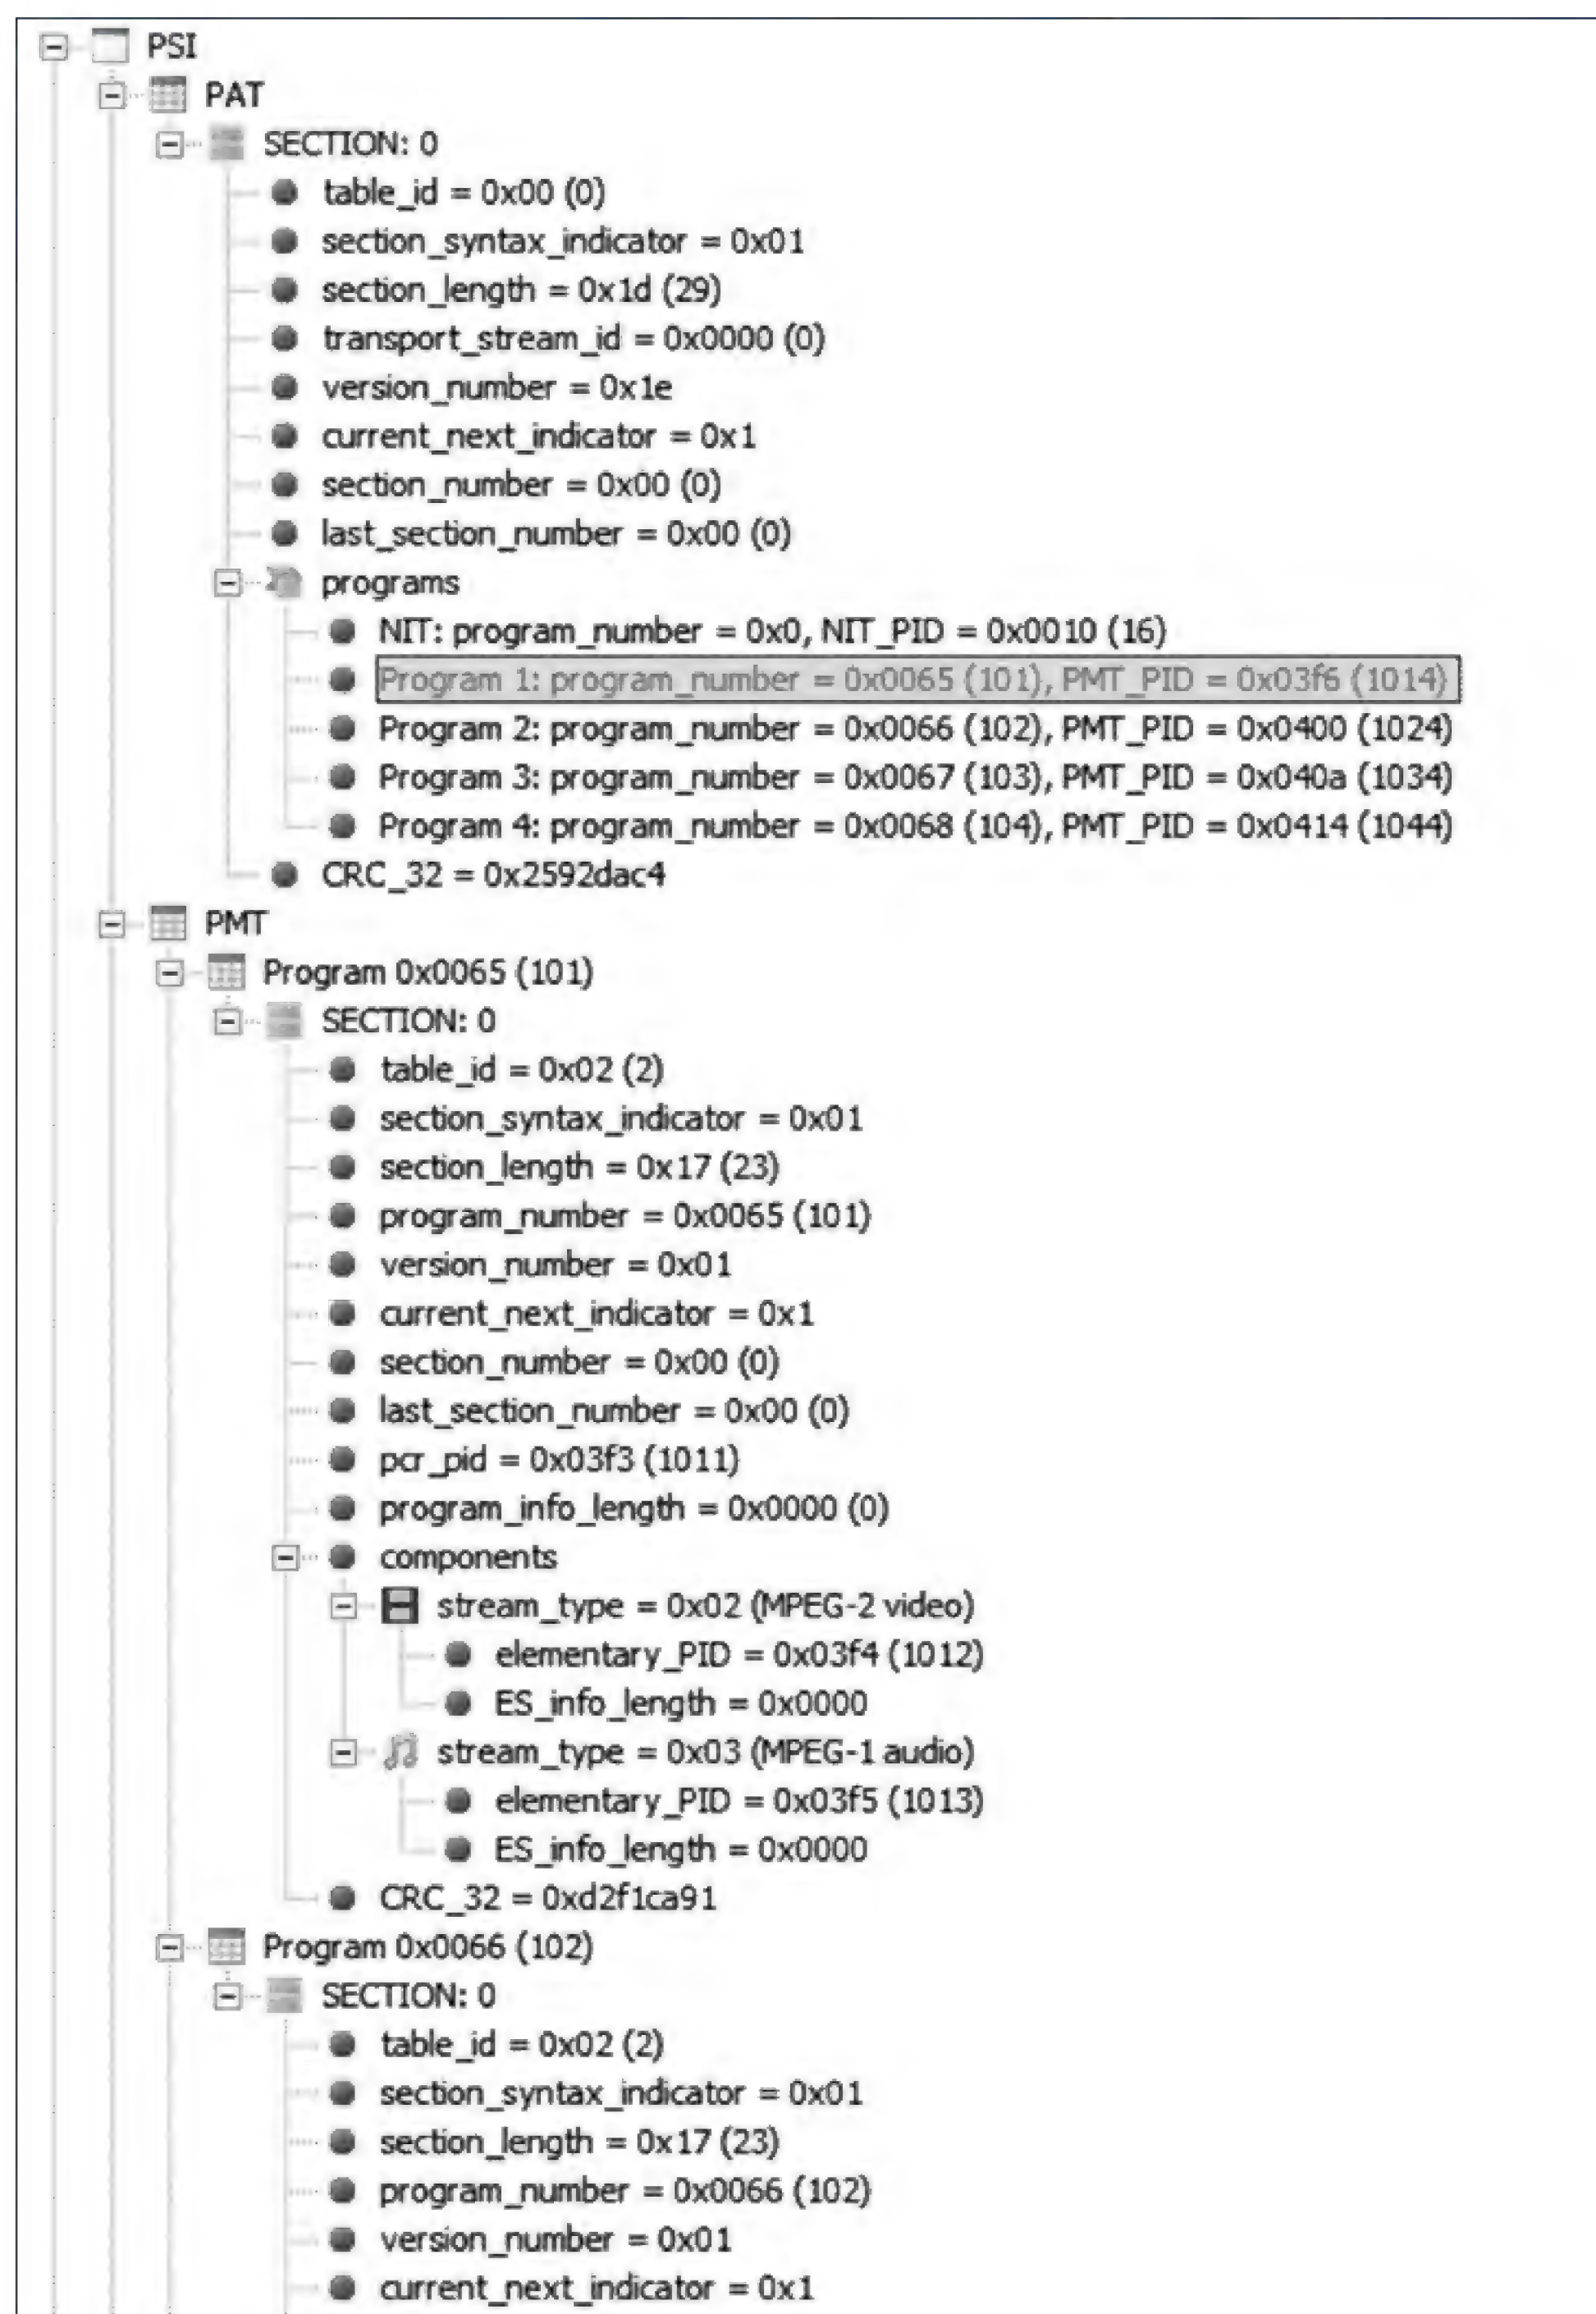 PSI
PAT
SECTION: 0
table_id = 0x00 (0)
section_syntax_indicator = 0x01
section_length = 0x1d (29)
transport_stream_id = 0x0000 (0)
version_number = 0x1e
current_next_indicator = 0x1
section_number = 0x00 (0)
last_section_number = 0x00 (0)
programs
NIT: program_number = 0x0, NIT_PID = 0x0010 (16)
Program 1: program_number = 0x0065 (101), PMT_PID = 0x03f6 (1014)
Program 2: program_number = 0x0066 (102), PMT_PID = 0x0400 (1024)
Program 3: program_number = 0x0067 (103), PMT_PID = 0x040a (1034)
Program 4: program_number = 0x0068 (104), PMT_PID = 0x0414 (1044)
CRC_32 = 0x2592dac4
PMT
Program 0x0065 (101)
SECTION: 0
table_id = 0x02 (2)
section_syntax_indicator = 0x01
section_length = 0x17 (23)
program_number = 0x0065 (101)
version_number = 0x01
current_next_indicator = 0x1
section_number = 0x00 (0)
last_section_number = 0x00 (0)
pcr_pid = 0x03f3 (1011)
program_info_length = 0x0000 (0)
components
stream_type = 0x02 (MPEG-2 video)
elementary_PID = 0x03f4 (1012)
ES_info_length = 0x0000
stream_type = 0x03 (MPEG-1 audio)
elementary_PID = 0x03f5 (1013)
ES_info_length = 0x0000
CRC_32 = 0xd2f1ca91
Program 0x0066 (102)
SECTION: 0
table_id = 0x02 (2)
section_syntax_indicator = 0x01
section_length = 0x17 (23)
program_number = 0x0066 (102)
version_number = 0x01
current_next_indicator = 0x1